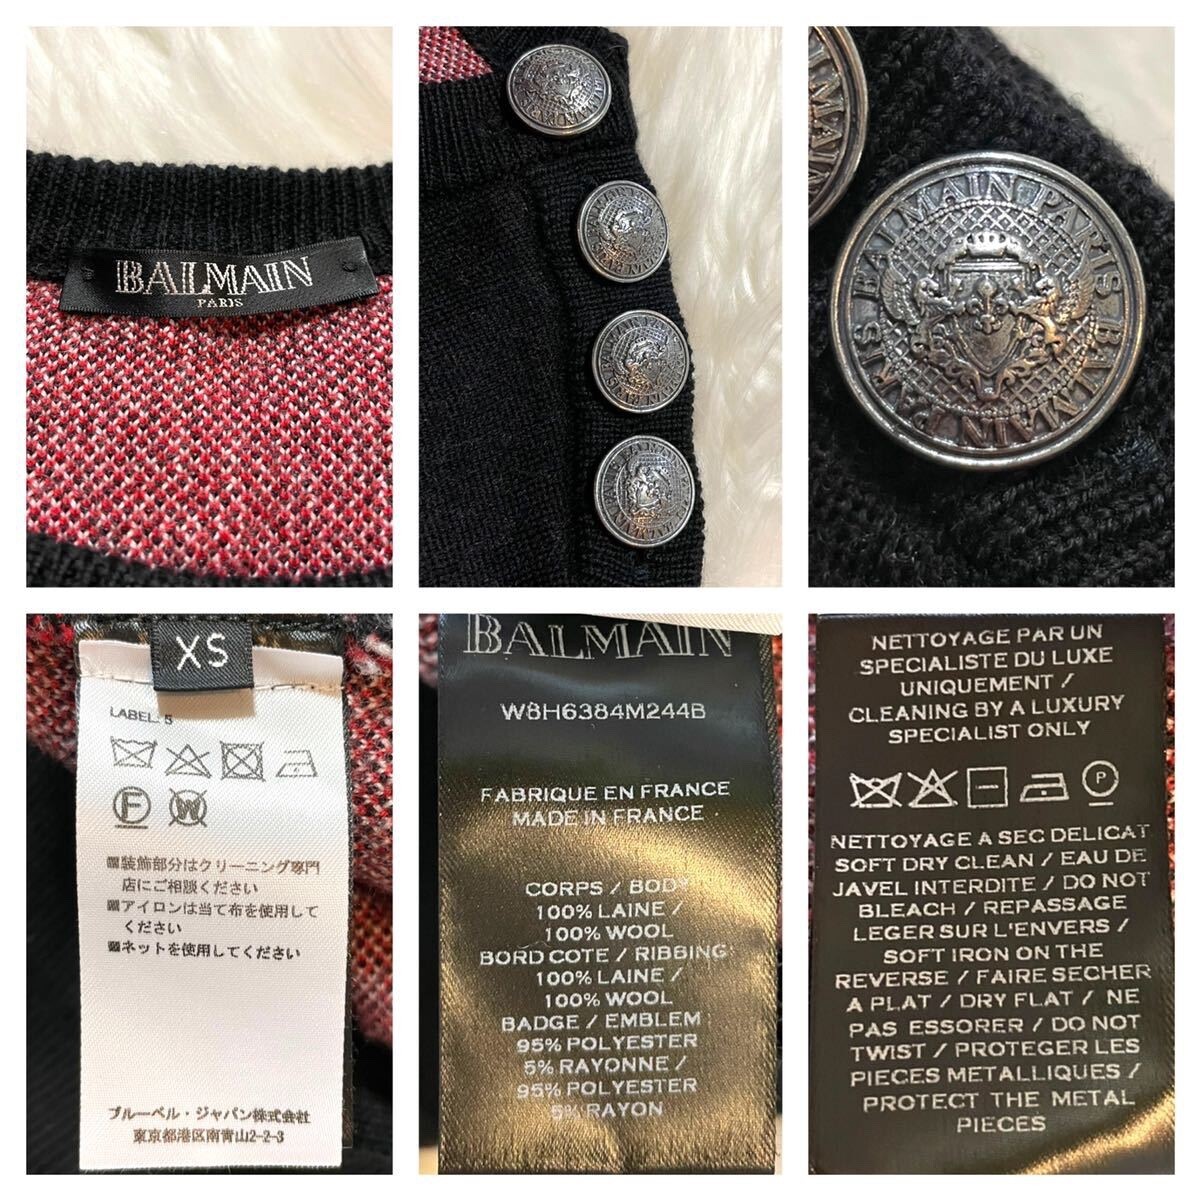 BALMAIN
PARIS
BALMAIN PARIS BALMAIN PARIS
XS
LABEL: 5
F
W
■装飾部分はクリーニング専門
店にご相談ください
■アイロンは当て布を使用して
ください
■ネットを使用してください
ブルーベル・ジャパン株式会社
東京都港区南青山2-2-3
BALMAIN
W8H6384M244B
FABRIQUE EN FRANCE
MADE IN FRANCE
CORPS / BODY
100% LAINE /
100% WOOL
BORD COTE / RIBBING
100% LAINE /
100% WOOL
BADGE / EMBLEM
95% POLYESTER
5% RAYONNE /
95% POLYESTER
5% RAYON
NETTOYAGE PAR UN
SPECIALISTE DU LUXE
UNIQUEMENT /
CLEANING BY A LUXURY
SPECIALIST ONLY
P
NETTOYAGE A SEC DELICAT
SOFT DRY CLEAN / EAU DE
JAVEL INTERDITE / DO NOT
BLEACH / REPASSAGE
LEGER SUR L'ENVERS /
SOFT IRON ON THE
REVERSE / FAIRE SECHER
A PLAT / DRY FLAT / NE
PAS ESSORER / DO NOT
TWIST / PROTEGER LES
PIECES METALLIQUES /
PROTECT THE METAL
PIECES